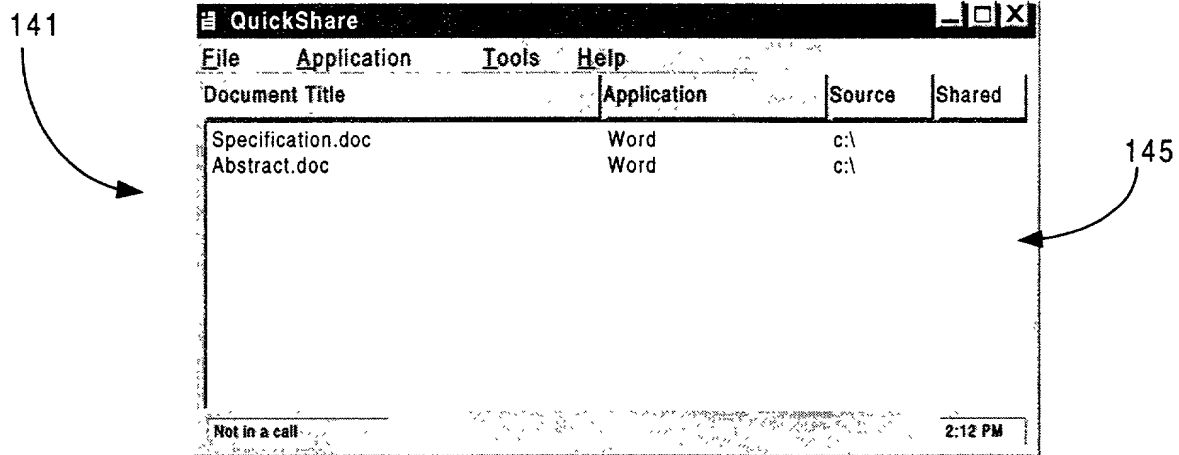 141
QuickShare
File Application Tools Help
Document Title Application Source Shared
Specification.doc Word c:\
Abstract.doc Word c:\
145
Not in a call 2:12 PM